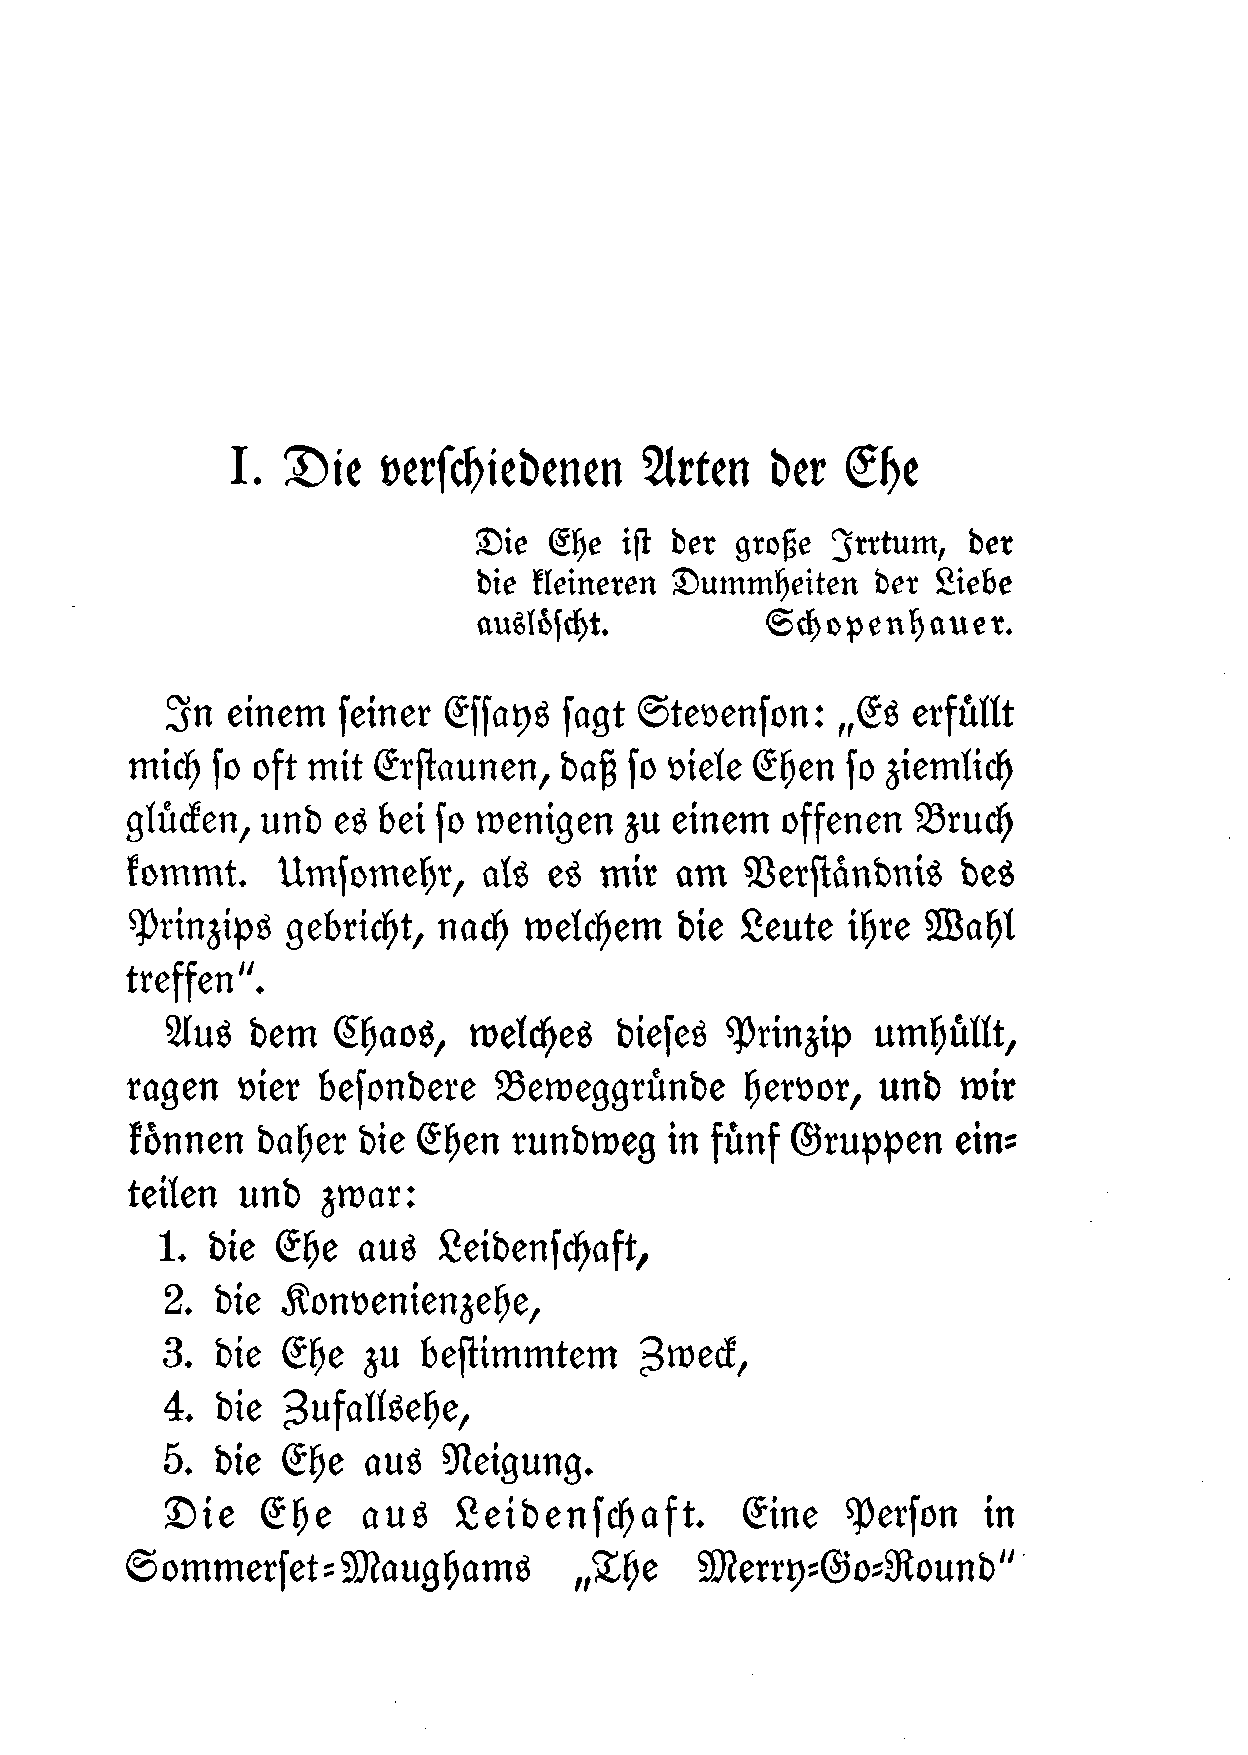 I. Die verschiedenen Arten der Ehe
Die Ehe ist der große Irrtum, der
die kleineren Dummheiten der Liebe
auslöscht. Schopenhauer.
In einem seiner Essays sagt Stevenson: „Es erfüllt
mich so oft mit Erstaunen, daß so viele Ehen so ziemlich
glücken, und es bei so wenigen zu einem offenen Bruch
kommt. Umsomehr, als es mir am Verständnis des
Prinzips gebricht, nach welchem die Leute ihre Wahl
treffen“.
Aus dem Chaos, welches dieses Prinzip umhüllt,
ragen vier besondere Beweggründe hervor, und wir
können daher die Ehen rundweg in fünf Gruppen ein-
teilen und zwar:
1. die Ehe aus Leidenschaft,
2. die Konvenienzehe,
3. die Ehe zu bestimmtem Zweck,
4. die Zufallsehe,
5. die Ehe aus Neigung.
Die Ehe aus Leidenschaft. Eine Person in
Sommerset-Maughams „The Merry-Go-Round“